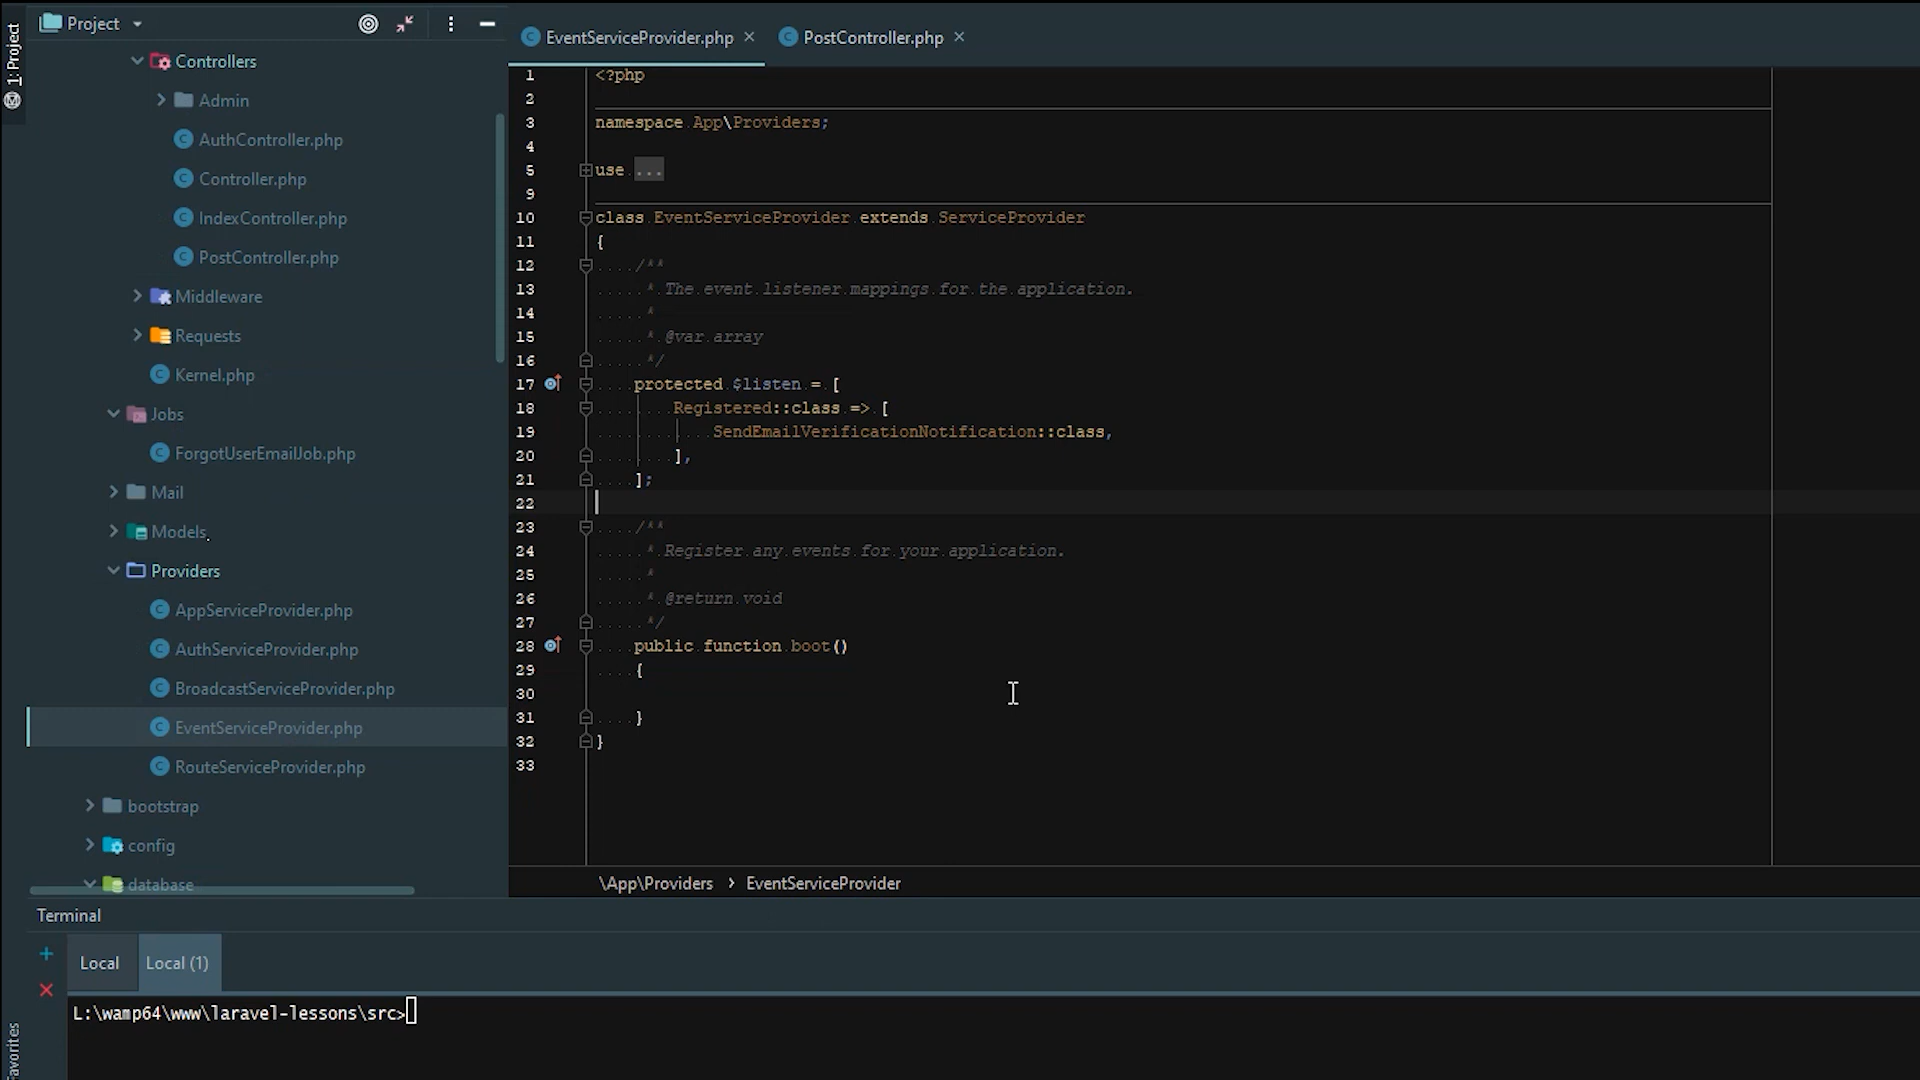 1: Project
Project
Controllers
Admin
AuthController.php
Controller.php
IndexController.php
PostController.php
Middleware
Requests
Kernel.php
Jobs
ForgotUserEmailJob.php
Mail
Models
Providers
AppServiceProvider.php
AuthServiceProvider.php
BroadcastServiceProvider.php
EventServiceProvider.php
RouteServiceProvider.php
bootstrap
config
database
EventServiceProvider.php PostController.php
1 <?php
2
3 namespace App\Providers;
4
5 use ...
9
10 class EventServiceProvider extends ServiceProvider
11 {
12 /**
13 * The event listener mappings for the application.
14 *
15 * @var array
16 */
17 protected $listen = [
18 Registered::class => [
19 SendEmailVerificationNotification::class,
20 ],
21 ];
22
23 /**
24 * Register any events for your application.
25 *
26 * @return void
27 */
28 public function boot()
29 {
30
31 }
32 }
33
\App\Providers › EventServiceProvider
Terminal
Local Local (1)
L:\wamp64\www\laravel-lessons\src>
Favorites